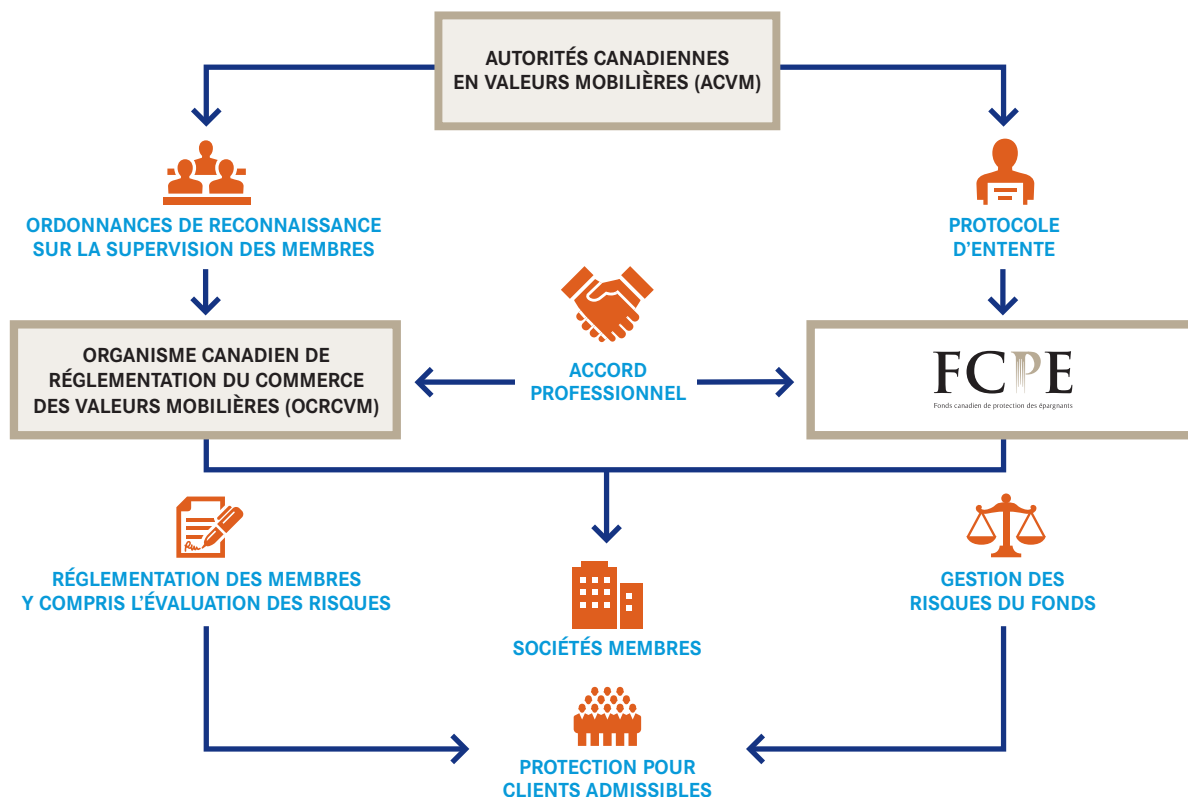 AUTORITÉS CANADIENNES
EN VALEURS MOBILIÈRES (ACVM)
ORDONNANCES DE RECONNAISSANCE
SUR LA SUPERVISION DES MEMBRES
PROTOCOLE
D'ENTENTE
ORGANISME CANADIEN DE
RÉGLEMENTATION DU COMMERCE
DES VALEURS MOBILIÈRES (OCRCVM)
ACCORD
PROFESSIONNEL
FCPE
Fonds canadien de protection des épargnants
RÉGLEMENTATION DES MEMBRES
Y COMPRIS L'ÉVALUATION DES RISQUES
SOCIÉTÉS MEMBRES
GESTION DES
RISQUES DU FONDS
PROTECTION POUR
CLIENTS ADMISSIBLES